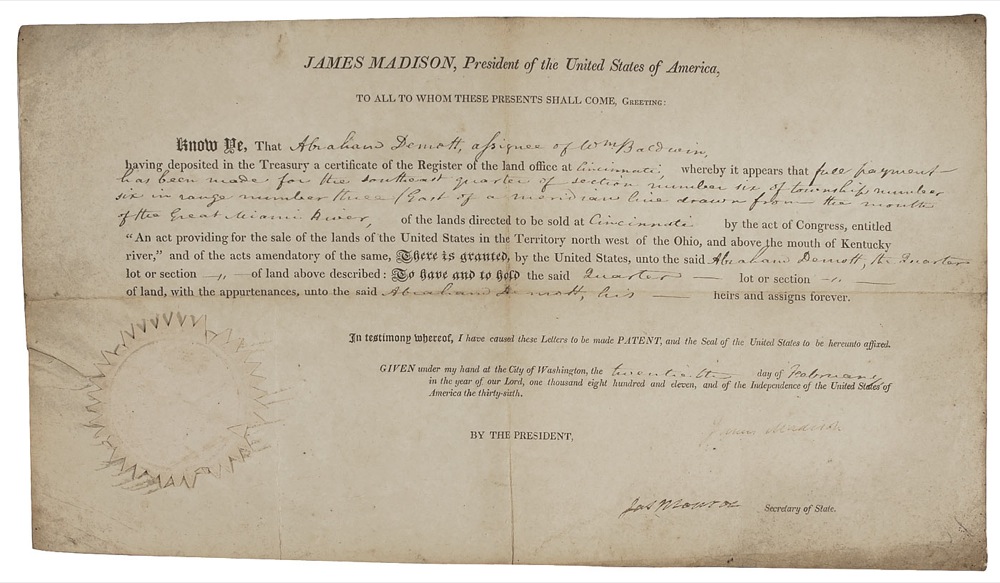 JAMES MADISON, President of the United States of America,
TO ALL TO WHOM THESE PRESENTS SHALL COME, GREETING:
Know Ye, That Abraham Demott, assignee of Wm Baldwin,
having deposited in the Treasury a certificate of the Register of the land office at Cincinnati, whereby it appears that full payment
has been made for the southeast quarter of section number six of township number
six in range number three (East of a meridian line drawn from the mouth
of the Great Miami River, of the lands directed to be sold at Cincinnati by the act of Congress, entitled
“An act providing for the sale of the lands of the United States in the Territory north west of the Ohio, and above the mouth of Kentucky
river,” and of the acts amendatory of the same, There is granted, by the United States, unto the said Abraham Demott, the Quarter
lot or section — „ — of land above described: To have and to hold the said Quarter — lot or section — „ —
of land, with the appurtenances, unto the said Abraham Demott, his — heirs and assigns forever.
In testimony whereof, I have caused these Letters to be made PATENT, and the Seal of the United States to be hereunto affixed.
GIVEN under my hand at the City of Washington, the twentieth day of February
in the year of our Lord, one thousand eight hundred and eleven, and of the Independence of the United States of
America the thirty-sixth.
BY THE PRESIDENT,
James Madison
Jas Monroe Secretary of State.